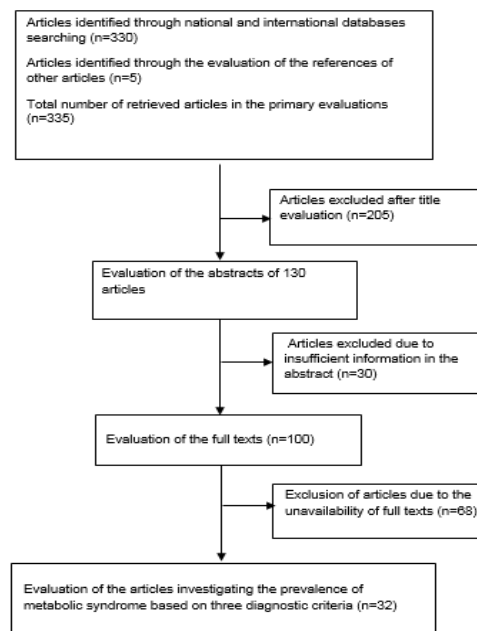 Articles identified through national and international databases
searching (n=330)
Articles identified through the evaluation of the references of
other articles (n=5)
Total number of retrieved articles in the primary evaluations
(n=335)
Articles excluded after title
evaluation (n=205)
Evaluation of the abstracts of 130
articles
Articles excluded due to
insufficient information in the
abstract (n=30)
Evaluation of the full texts (n=100)
Exclusion of articles due to the
unavailability of full texts (n=68)
Evaluation of the articles investigating the prevalence of
metabolic syndrome based on three diagnostic criteria (n=32)